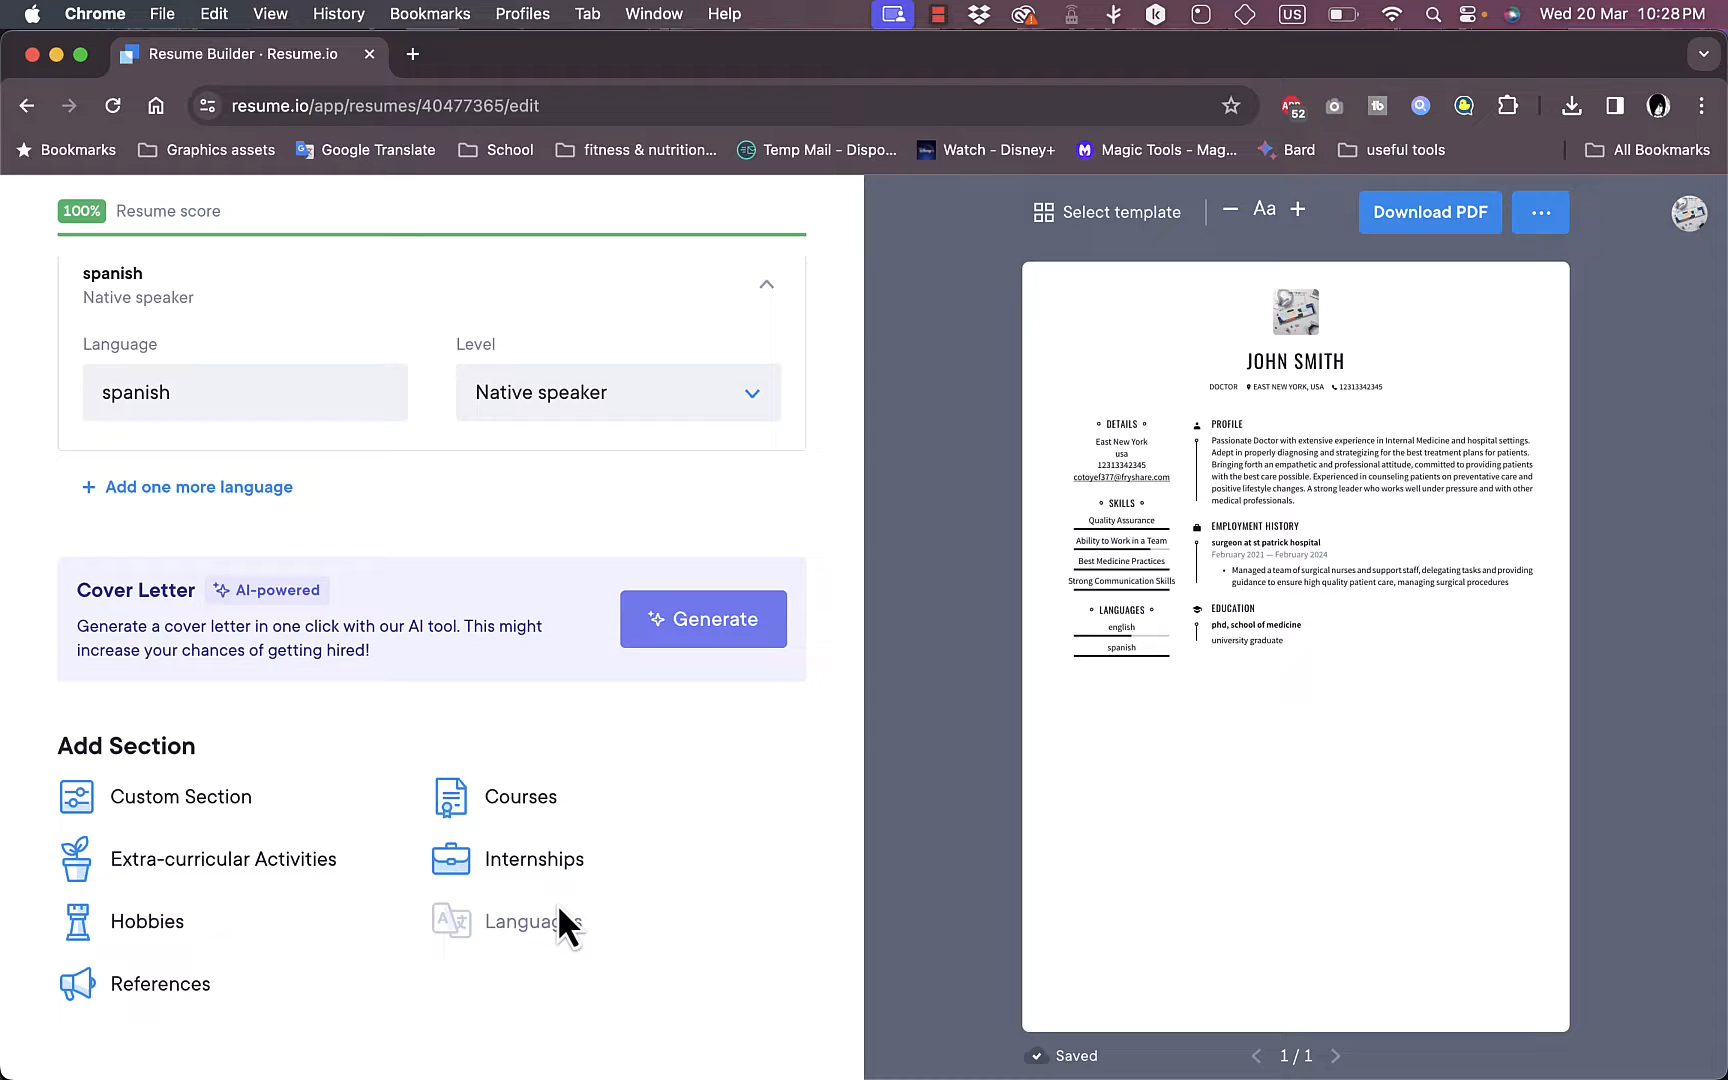 Chrome File Edit View History Bookmarks Profiles Tab Window Help US Wed 20 Mar 10:28 PM
Resume Builder · Resume.io
resume.io/app/resumes/40477365/edit
52
Bookmarks Graphics assets Google Translate School fitness & nutrition... Temp Mail - Dispo... Watch - Disney+ Magic Tools - Mag... Bard useful tools All Bookmarks
100% Resume score
spanish
Native speaker
Language Level
spanish Native speaker
+ Add one more language
Cover Letter AI-powered
Generate a cover letter in one click with our AI tool. This might
increase your chances of getting hired!
Generate
Add Section
Custom Section
Courses
Extra-curricular Activities
Internships
Hobbies
Languages
References
Select template
Aa
Download PDF
JOHN SMITH
DOCTOR EAST NEW YORK, USA 12313342345
DETAILS
East New York
usa
12313342345
cotoyef377@fryshare.com
SKILLS
Quality Assurance
Ability to Work in a Team
Best Medicine Practices
Strong Communication Skills
LANGUAGES
english
spanish
PROFILE
Passionate Doctor with extensive experience in Internal Medicine and hospital settings.
Adept in properly diagnosing and strategizing for the best treatment plans for patients.
Bringing forth an empathetic and professional attitude, committed to providing patients
with the best care possible. Experienced in counseling patients on preventative care and
positive lifestyle changes. A strong leader who works well under pressure and with other
medical professionals.
EMPLOYMENT HISTORY
surgeon at st patrick hospital
February 2021 — February 2024
• Managed a team of surgical nurses and support staff, delegating tasks and providing
guidance to ensure high quality patient care, managing surgical procedures
EDUCATION
phd, school of medicine
university graduate
Saved
1 / 1